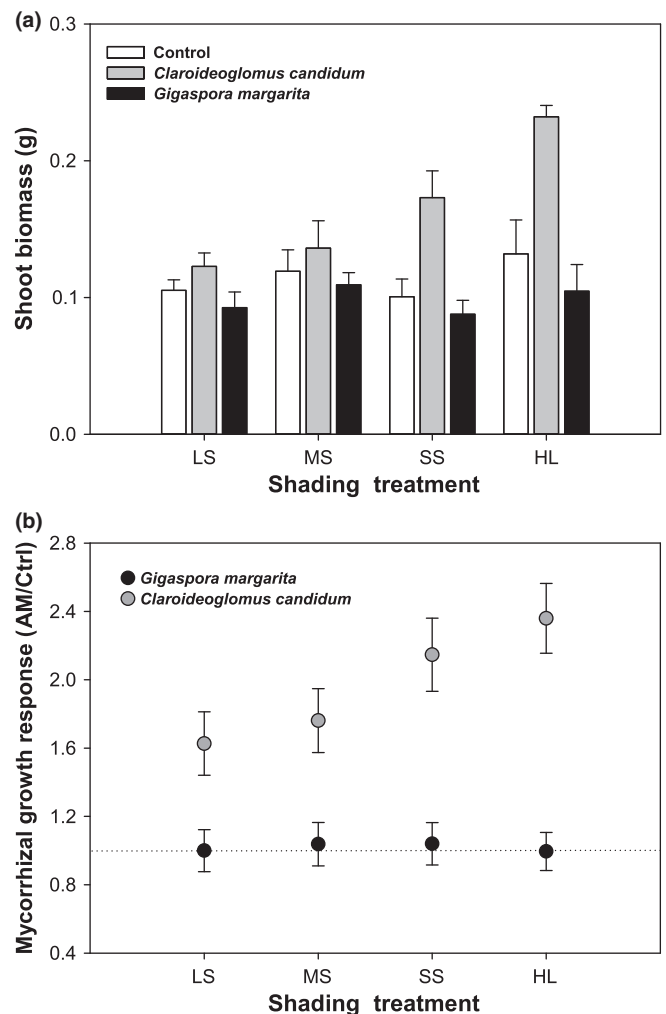 (a)
0.3
0.2
0.1
0.0
Shoot biomass (g)
Control
Claroideoglomus candidum
Gigaspora margarita
LS MS SS HL
Shading treatment
(b)
2.8
2.4
2.0
1.6
1.2
0.8
0.4
Mycorrhizal growth response (AM/Ctrl)
Gigaspora margarita
Claroideoglomus candidum
LS MS SS HL
Shading treatment